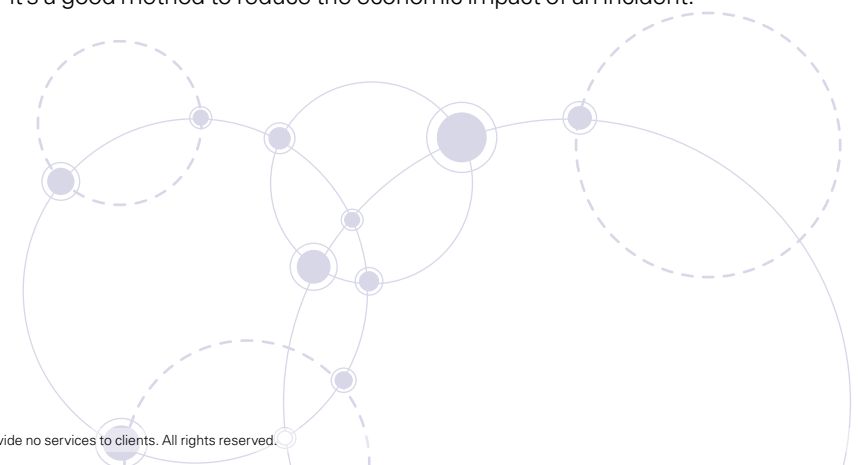 it's a good method to reduce the economic impact of an incident.
vide no services to clients. All rights reserved.